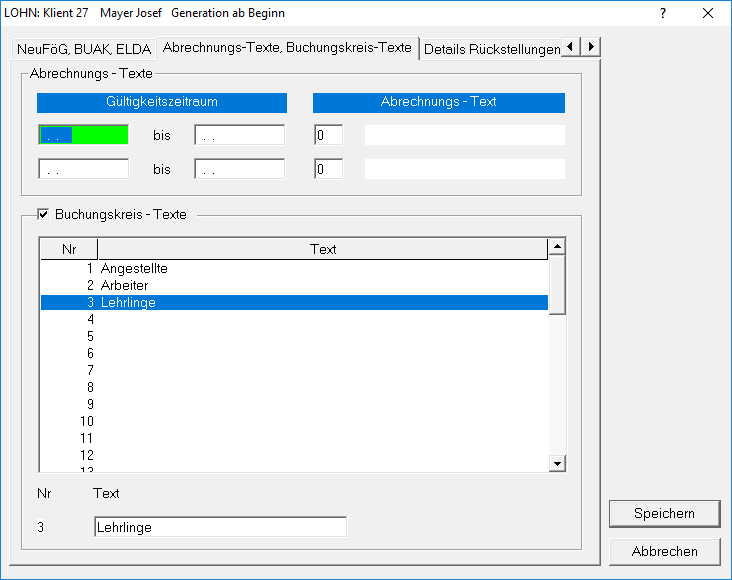 LOHN: Klient 27 Mayer Josef Generation ab Beginn ?
NeuFöG, BUAK, ELDA Abrechnungs-Texte, Buchungskreis-Texte Details Rückstellungen
Abrechnungs - Texte
Gültigkeitszeitraum Abrechnungs - Text
. . bis . . 0
. . bis . . 0
Buchungskreis - Texte
Nr Text
1 Angestellte
2 Arbeiter
3 Lehrlinge
4
5
6
7
8
9
10
11
12
13
Nr Text
3 Lehrlinge
Speichern
Abbrechen